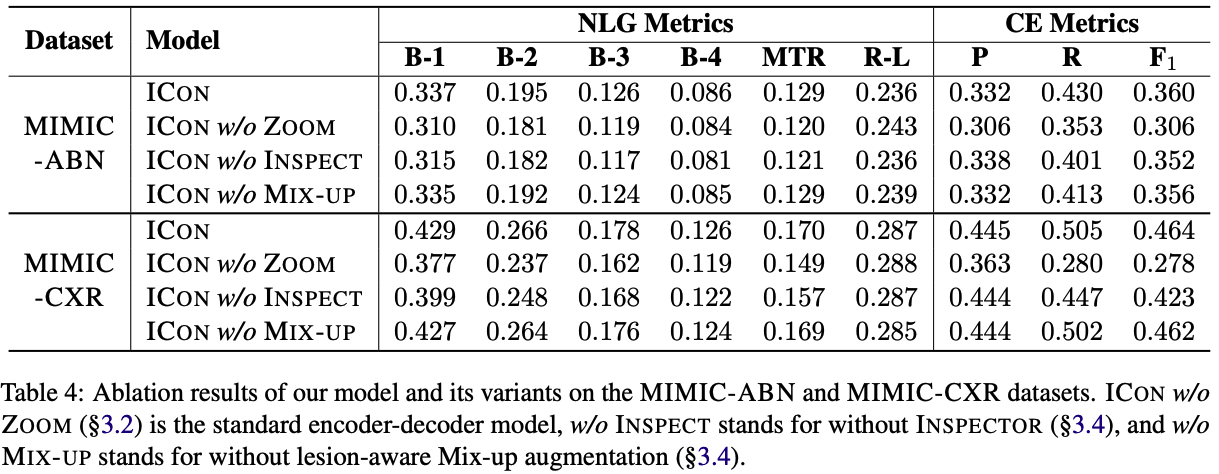 Dataset Model NLG Metrics CE Metrics
B-1 B-2 B-3 B-4 MTR R-L P R F1
MIMIC-ABN ICON 0.337 0.195 0.126 0.086 0.129 0.236 0.332 0.430 0.360
ICON w/o ZOOM 0.310 0.181 0.119 0.084 0.120 0.243 0.306 0.353 0.306
ICON w/o INSPECT 0.315 0.182 0.117 0.081 0.121 0.236 0.338 0.401 0.352
ICON w/o MIX-UP 0.335 0.192 0.124 0.085 0.129 0.239 0.332 0.413 0.356
MIMIC-CXR ICON 0.429 0.266 0.178 0.126 0.170 0.287 0.445 0.505 0.464
ICON w/o ZOOM 0.377 0.237 0.162 0.119 0.149 0.288 0.363 0.280 0.278
ICON w/o INSPECT 0.399 0.248 0.168 0.122 0.157 0.287 0.444 0.447 0.423
ICON w/o MIX-UP 0.427 0.264 0.176 0.124 0.169 0.285 0.444 0.502 0.462
Table 4: Ablation results of our model and its variants on the MIMIC-ABN and MIMIC-CXR datasets. ICON w/o
ZOOM (§3.2) is the standard encoder-decoder model, w/o INSPECT stands for without INSPECTOR (§3.4), and w/o
MIX-UP stands for without lesion-aware Mix-up augmentation (§3.4).